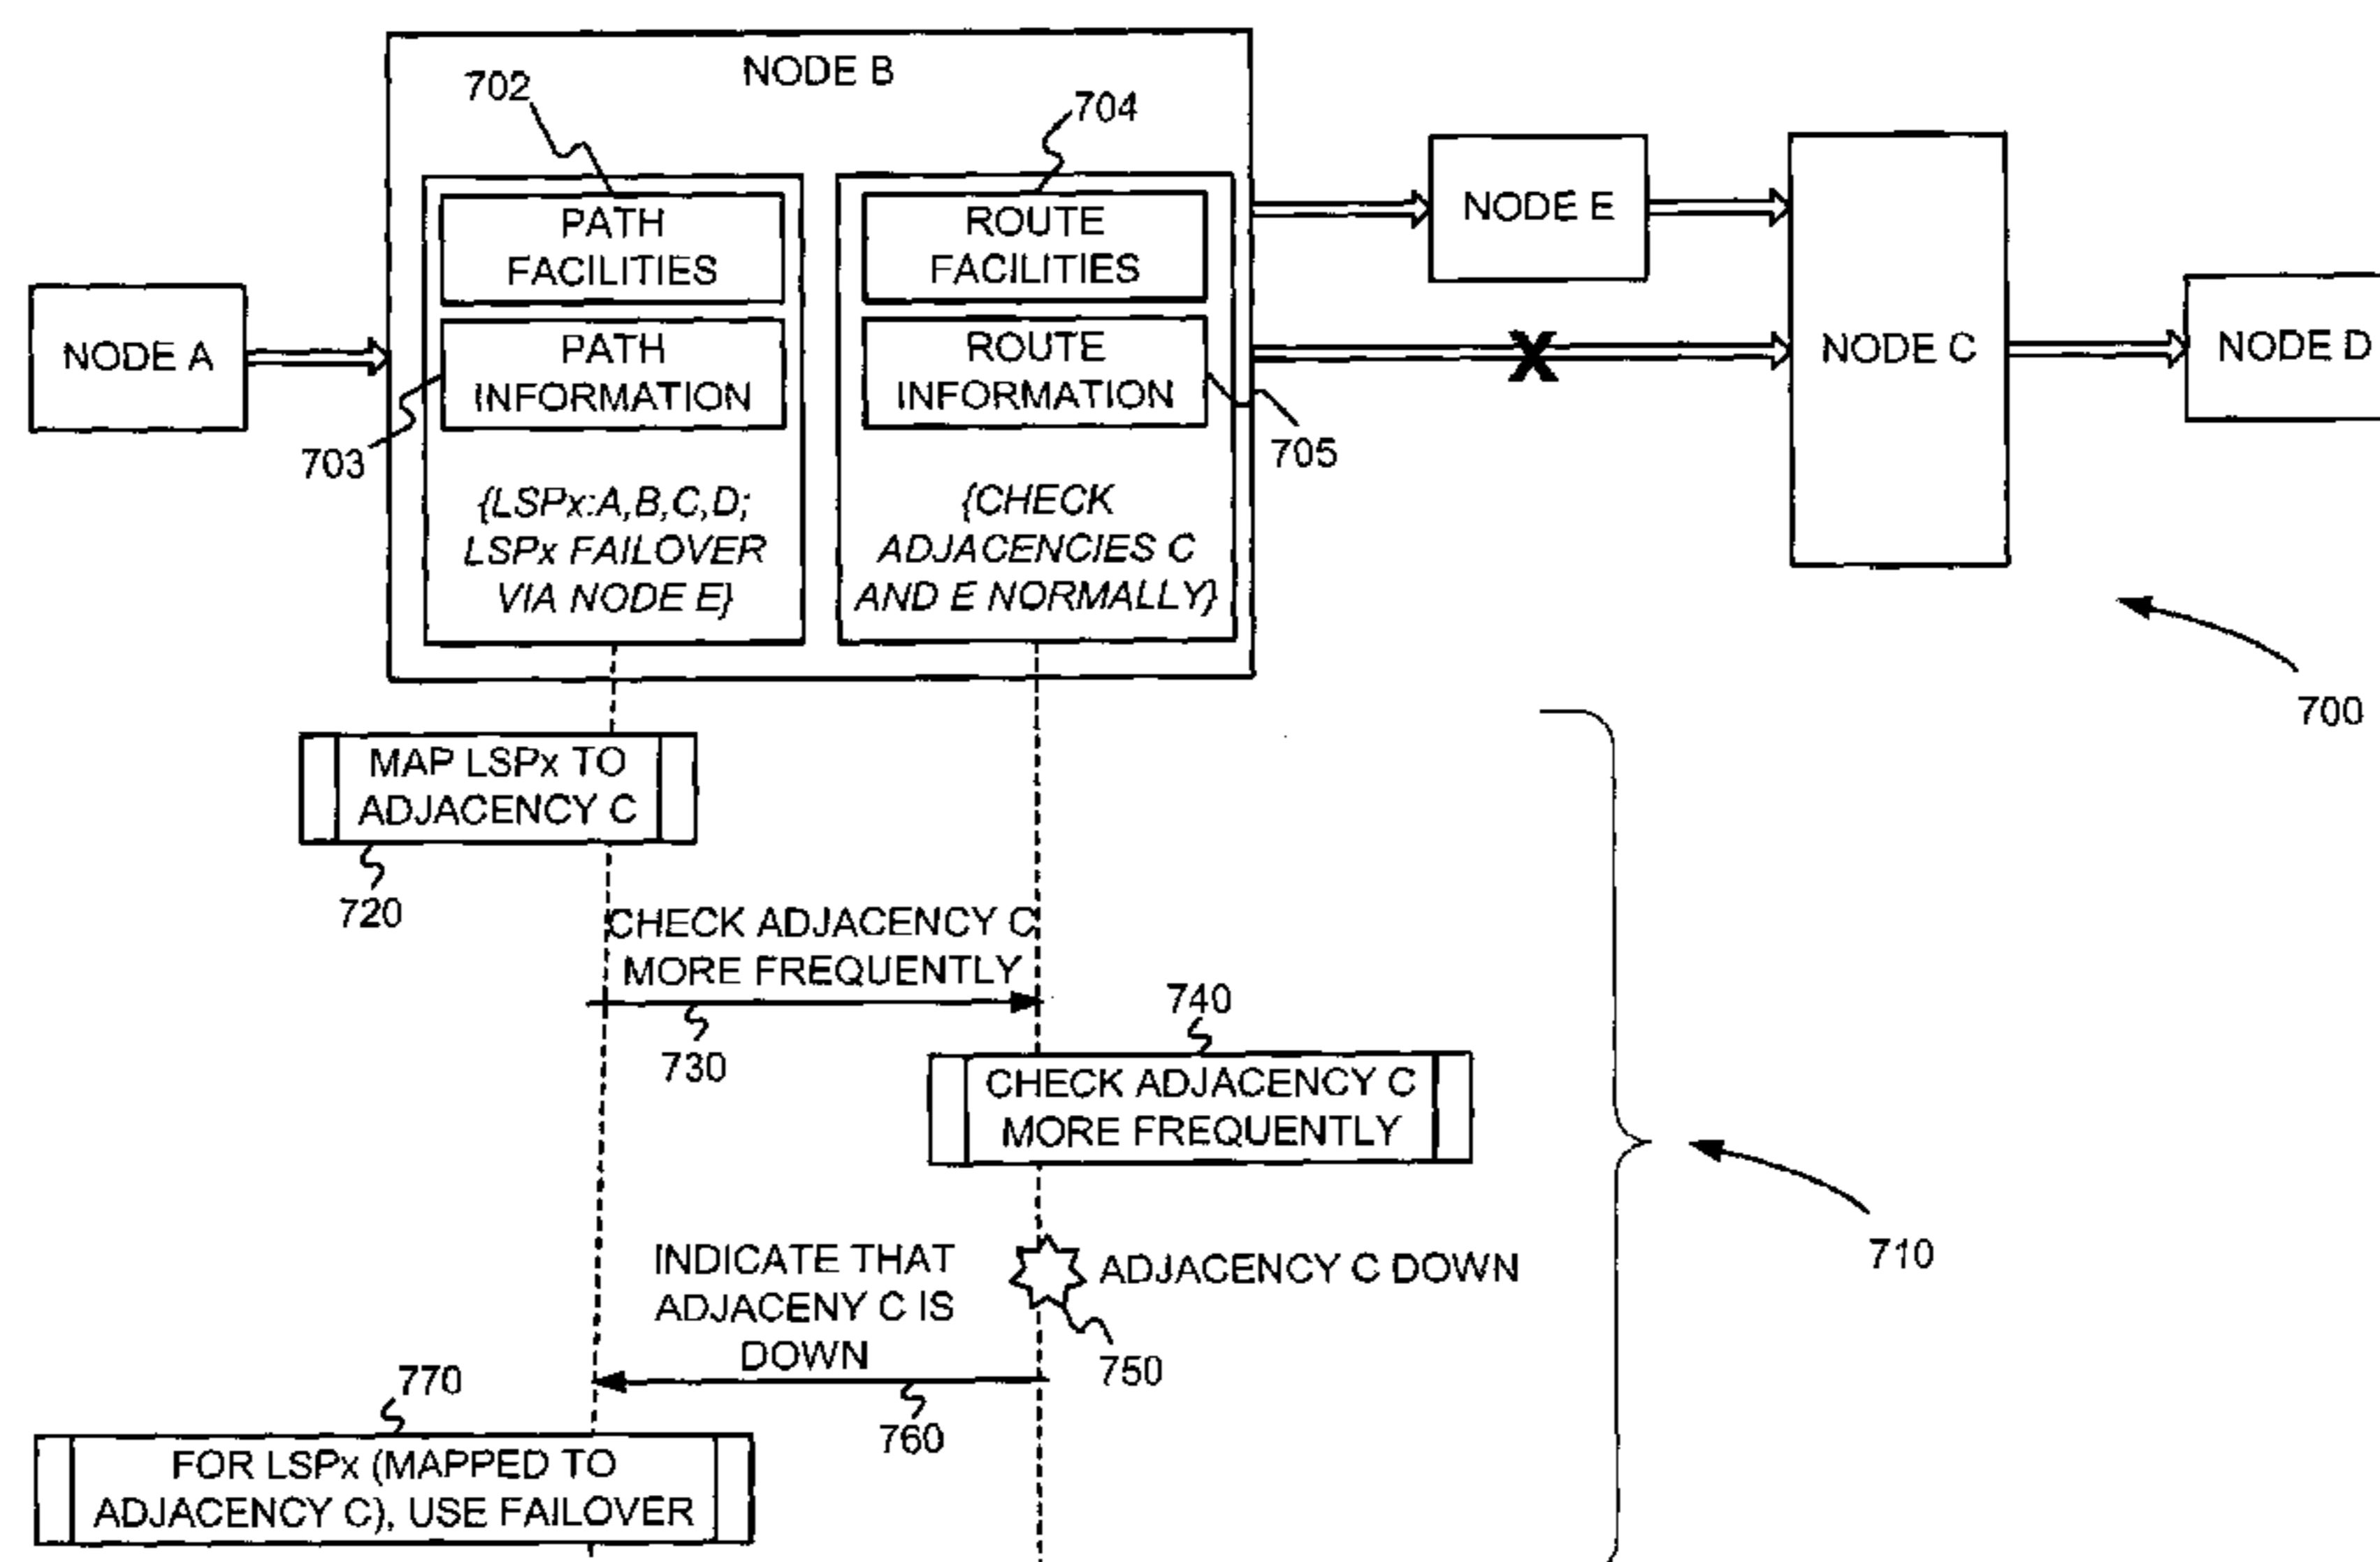 NODE B
702
704
PATH
FACILITIES
ROUTE
FACILITIES
NODE E
NODE A
PATH
INFORMATION
ROUTE
INFORMATION
NODE C
NODE D
X
703
705
{LSPx:A,B,C,D;
LSPx FAILOVER
VIA NODE E}
{CHECK
ADJACENCIES C
AND E NORMALLY}
700
MAP LSPx TO
ADJACENCY C
720
CHECK ADJACENCY C
MORE FREQUENTLY
730
740
CHECK ADJACENCY C
MORE FREQUENTLY
710
INDICATE THAT
ADJACENY C IS
DOWN
ADJACENCY C DOWN
750
760
770
FOR LSPx (MAPPED TO
ADJACENCY C), USE FAILOVER